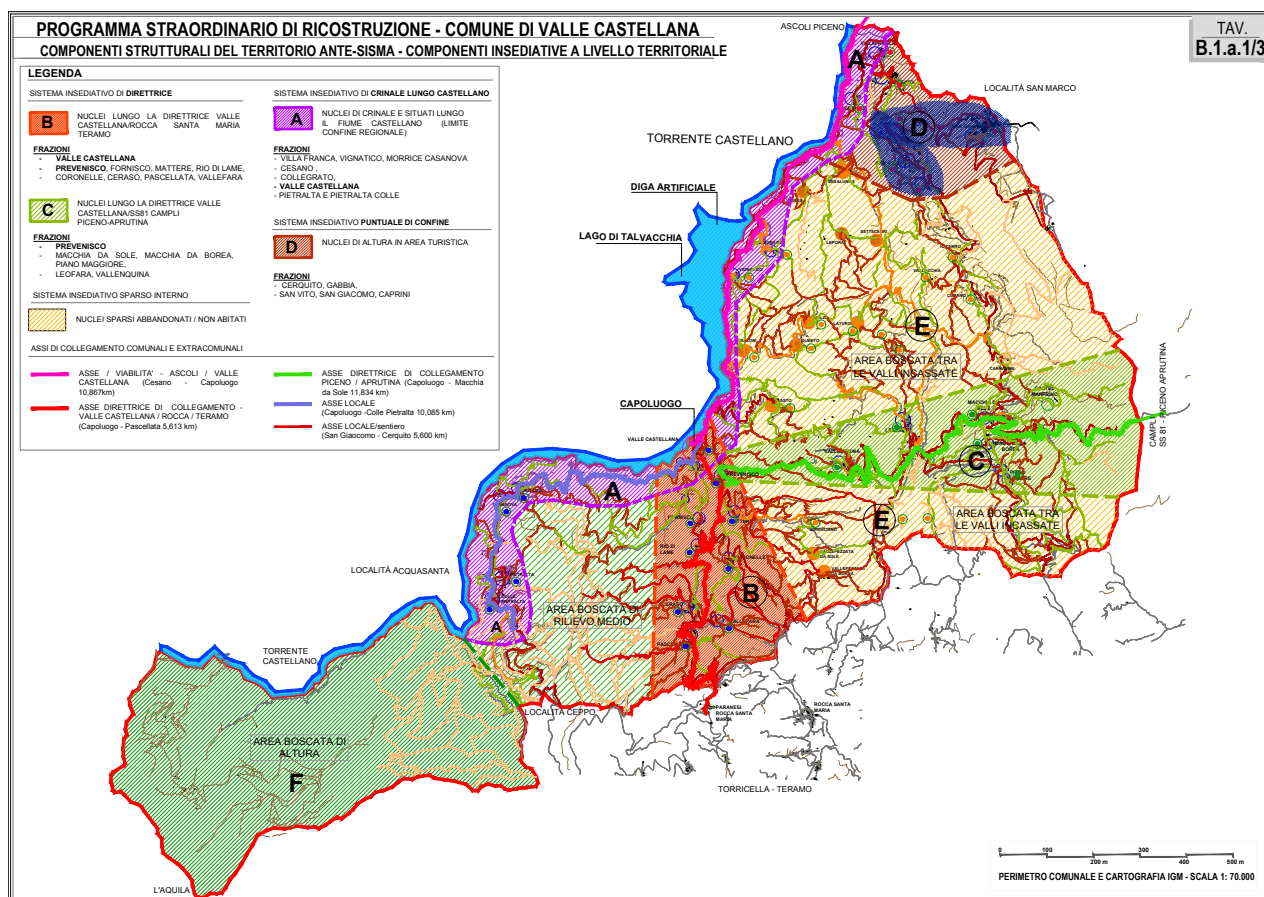 PROGRAMMA STRAORDINARIO DI RICOSTRUZIONE - COMUNE DI VALLE CASTELLANA
COMPONENTI STRUTTURALI DEL TERRITORIO ANTE-SISMA - COMPONENTI INSEDIATIVE A LIVELLO TERRITORIALE
TAV.
B.1.a.1/3
LEGENDA
SISTEMA INSEDIATIVO DI DIRETTRICE
B
NUCLEI LUNGO LA DIRETTRICE VALLE
CASTELLANA/ROCCA SANTA MARIA
TERAMO
FRAZIONI
- VALLE CASTELLANA
- PREVENISCO, FORNISCO, MATTERE, RIO DI LAME,
- CORONELLE, CERASO, PASCELLATA, VALLEFARA
C
NUCLEI LUNGO LA DIRETTRICE VALLE
CASTELLANA/SS81 CAMPLI
PICENO-APRUTINA
FRAZIONI
- PREVENISCO
- MACCHIA DA SOLE, MACCHIA DA BOREA,
PIANO MAGGIORE,
- LEOFARA, VALLENQUINA
SISTEMA INSEDIATIVO SPARSO INTERNO
NUCLEI SPARSI ABBANDONATI / NON ABITATI
SISTEMA INSEDIATIVO DI CRINALE LUNGO CASTELLANO
A
NUCLEI DI CRINALE E SITUATI LUNGO
IL FIUME CASTELLANO (LIMITE
CONFINE REGIONALE)
FRAZIONI
- VILLA FRANCA, VIGNATICO, MORRICE CASANOVA
- CESANO ,
- COLLEGRATO,
- VALLE CASTELLANA
- PIETRALTA E PIETRALTA COLLE
SISTEMA INSEDIATIVO PUNTUALE DI CONFINE
D
NUCLEI DI ALTURA IN AREA TURISTICA
FRAZIONI
- CERQUITO, GABBIA,
- SAN VITO, SAN GIACOMO, CAPRINI
ASSI DI COLLEGAMENTO COMUNALI E EXTRACOMUNALI
ASSE / VIABILITA' - ASCOLI / VALLE
CASTELLANA (Cesano - Capoluogo
10,867km)
ASSE DIRETTRICE DI COLLEGAMENTO -
VALLE CASTELLANA / ROCCA / TERAMO
(Capoluogo - Pascellata 5,613 km)
ASSE DIRETTRICE DI COLLEGAMENTO
PICENO / APRUTINA (Capoluogo - Macchia
da Sole 11,834 km)
ASSE LOCALE
(Capoluogo -Colle Pietralta 10,085 km)
ASSE LOCALE/sentiero
(San Giaocomo - Cerquito 5,600 km)
ASCOLI PICENO
A
LOCALITÀ SAN MARCO
D
TORRENTE CASTELLANO
DIGA ARTIFICIALE
LAGO DI TALVACCHIA
E
AREA BOSCATA TRA
LE VALLI INCASSATE
CAPOLUOGO
VALLE CASTELLANA
PREVENISCO
C
CAMPLI
SS 81 - PICENO APRUTINA
A
E
AREA BOSCATA TRA
LE VALLI INCASSATE
RIO DI
LAME
B
LOCALITÀ ACQUASANTA
AREA BOSCATA DI
RILIEVO MEDIO
A
TORRENTE
CASTELLANO
LOCALITÀ CEPPO
ROCCA SANTA
MARIA
ROCCA SANTA
MARIA
AREA BOSCATA DI
ALTURA
F
TORRICELLA - TERAMO
L'AQUILA
0 100 200 m 300 400 500 m
PERIMETRO COMUNALE E CARTOGRAFIA IGM - SCALA 1: 70.000